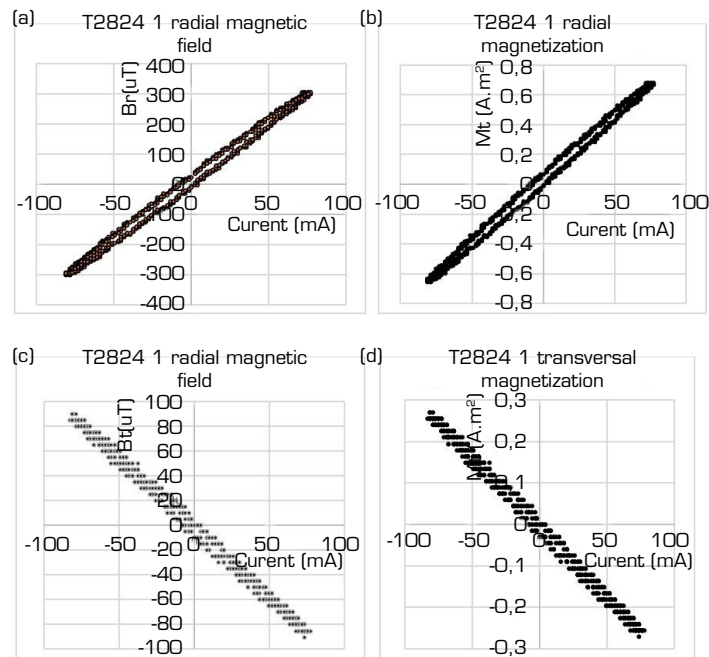 (a)
T2824 1 radial magnetic
field
Br(uT)
400
300
200
100
0
100
-200
-300
-400
-100
-50
0
50
100
Curent (mA)
(b)
T2824 1 radial
magnetization
Mt (A.m²)
0,8
0,6
0,4
0,2
0
0,2
-0,4
-0,6
-0,8
-100
-50
0
50
100
Curent (mA)
(c)
T2824 1 radial magnetic
field
Bt(uT)
100
80
60
40
20
0
-20
-40
-60
-80
-100
-100
-50
0
50
100
Curent (mA)
(d)
T2824 1 transversal
magnetization
(A.m²)
0,3
0,2
0,1
0
-0,1
-0,2
-0,3
-100
-50
0
50
100
Curent (mA)